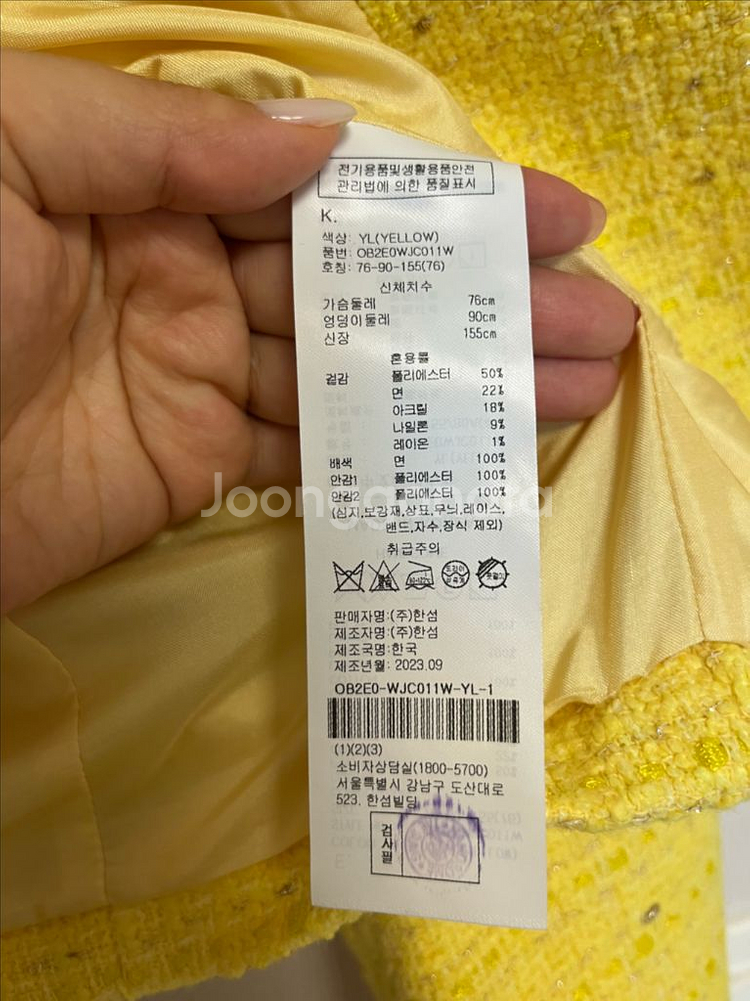 전기용품및생활용품안전
관리법에 의한 품질표시
K.
색상: YL(YELLOW)
품번: OB2E0WJC011W
호칭: 76-90-155(76)
신체치수
가슴둘레 76cm
엉덩이둘레 90cm
신장 155cm
혼용률
겉감 폴리에스터 50%
면 22%
아크릴 18%
나일론 9%
레이온 1%
배색 면 100%
안감1 폴리에스터 100%
안감2 폴리에스터 100%
(심지,보강재,상표,무늬,레이스,
밴드,자수,장식 제외)
취급주의
판매자명:(주)한섬
제조자명:(주)한섬
제조국명:한국
제조년월: 2023.09
OB2E0-WJC011W-YL-1
(1)(2)(3)
소비자상담실(1800-5700)
서울특별시 강남구 도산대로
523, 한섬빌딩
검사필
Joonggonara